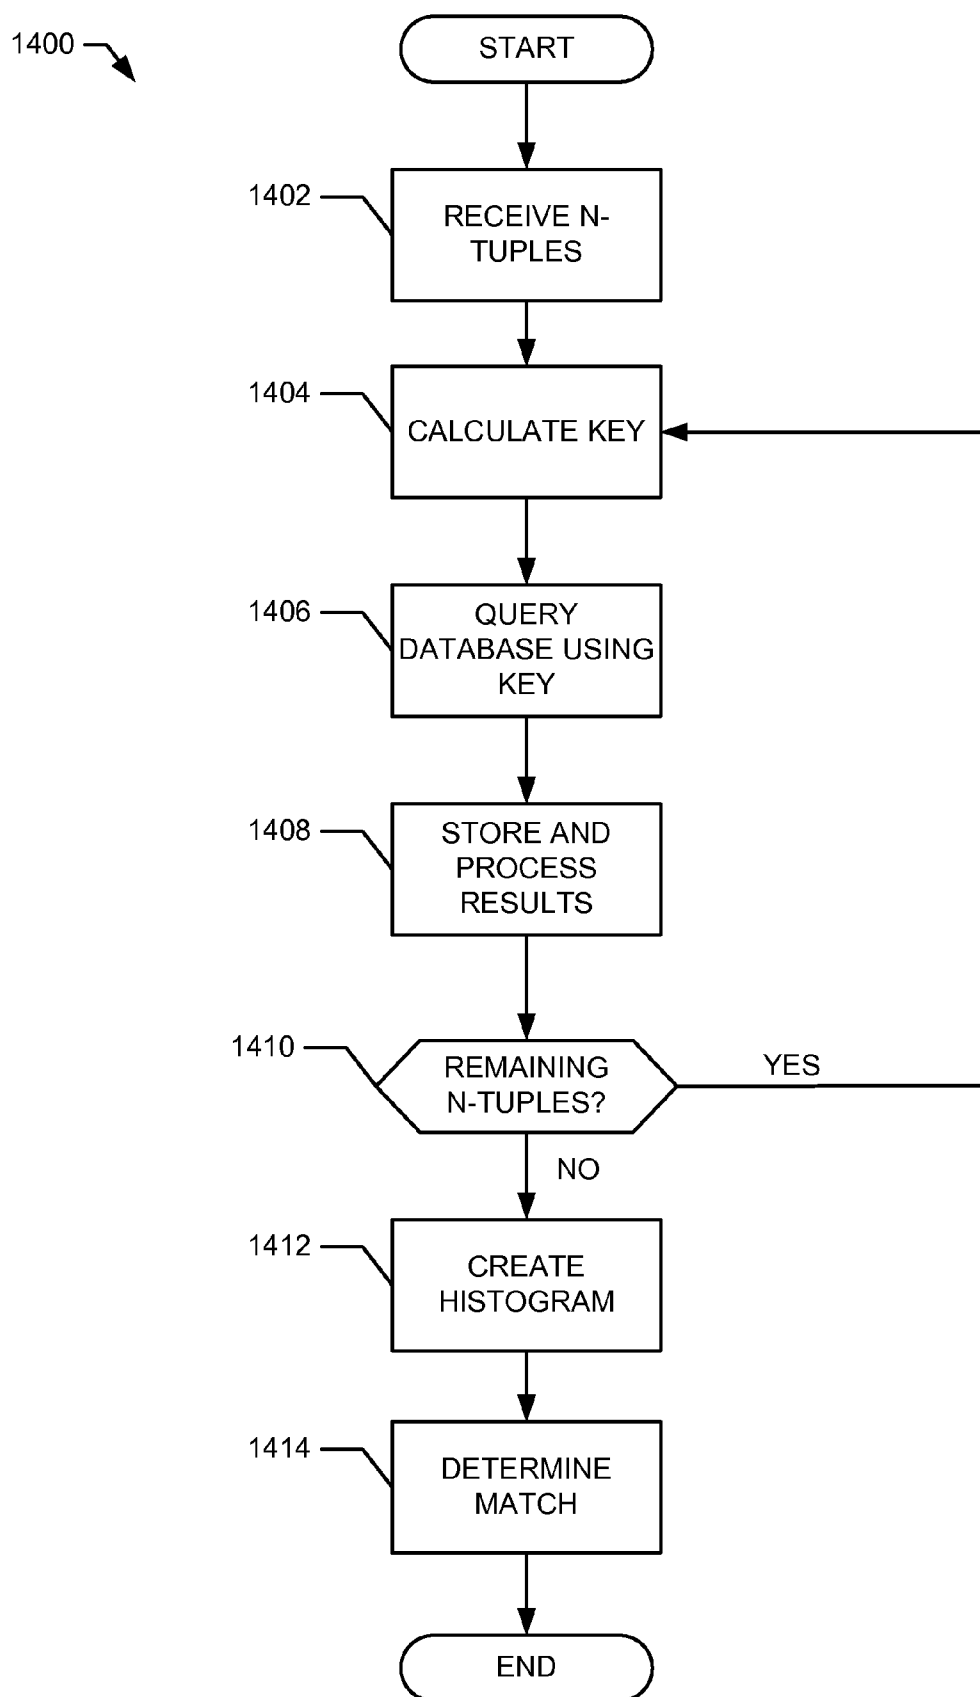 1400
START
1402
RECEIVE N-
TUPLES
1404
CALCULATE KEY
1406
QUERY
DATABASE USING
KEY
1408
STORE AND
PROCESS
RESULTS
1410
REMAINING
N-TUPLES?
YES
NO
1412
CREATE
HISTOGRAM
1414
DETERMINE
MATCH
END